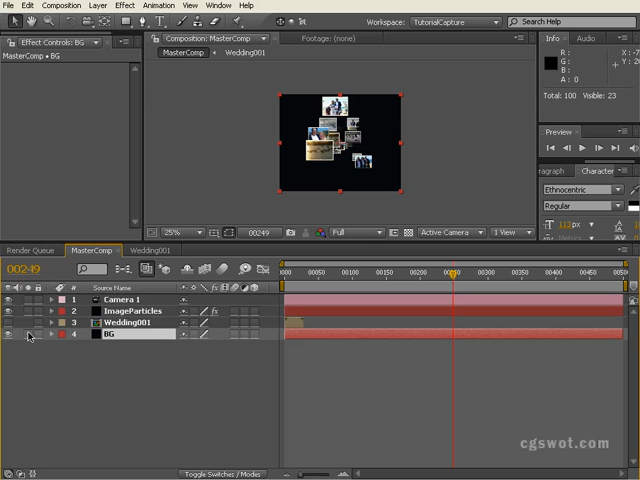 File Edit Composition Layer Effect Animation View Window Help
Workspace: TutorialCapture Search Help
Effect Controls: BG
MasterComp • BG
Composition: MasterComp
Footage: (none)
MasterComp Wedding001
Info Audio
R :
G :
B :
A : 0
Total: 100 Visible: 23
Preview
aragraph Character
Ethnocentric
Regular
25% 00249 Full Active Camera 1 View
Render Queue MasterComp Wedding001
00249
# Source Name
0000 00050 00100 00150 00200 00250 00300 00350 00400 00450 0050
1 Camera 1
2 ImageParticles
3 Wedding001
4 BG
cgswot.com
Toggle Switches / Modes